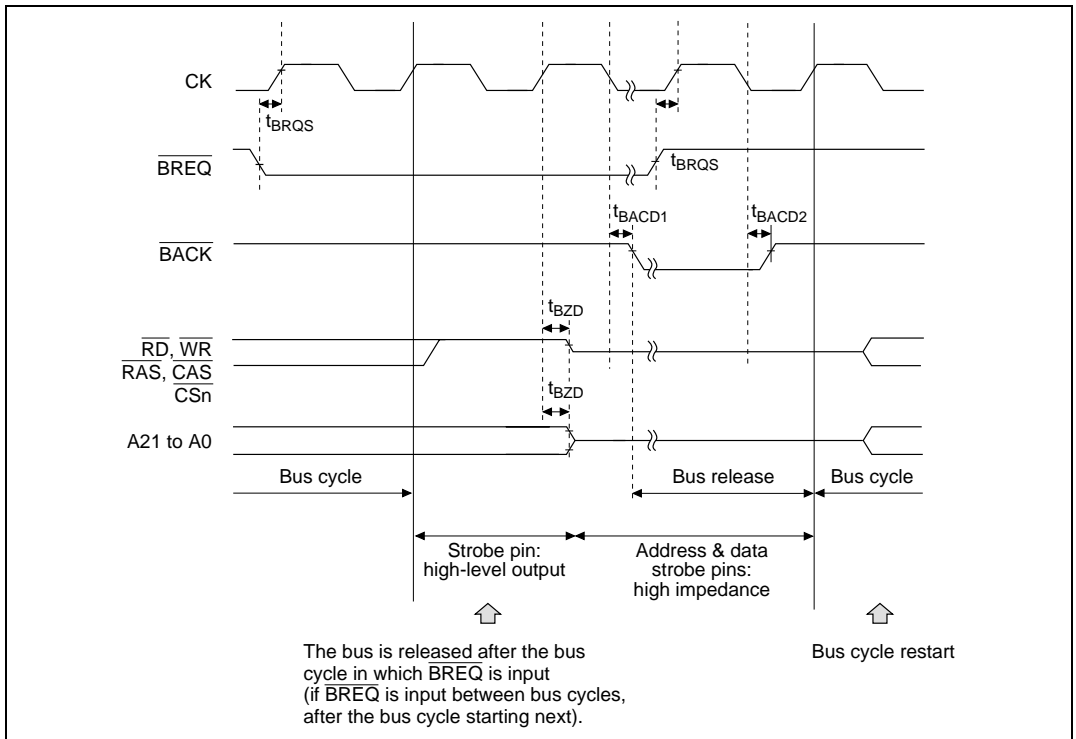 CK
tBRQS
BREQ
tBRQS
tBACD1
tBACD2
BACK
tBZD
RD, WR
RAS, CAS
CSn
tBZD
A21 to A0
Bus cycle
Bus release
Bus cycle
Strobe pin:
high-level output
Address & data
strobe pins:
high impedance
The bus is released after the bus
cycle in which BREQ is input
(if BREQ is input between bus cycles,
after the bus cycle starting next).
Bus cycle restart